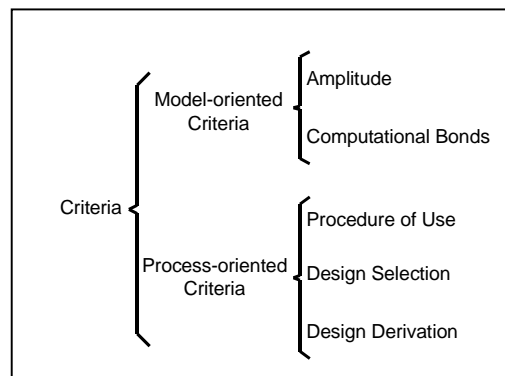 Criteria
Model-oriented
Criteria
Amplitude
Computational Bonds
Process-oriented
Criteria
Procedure of Use
Design Selection
Design Derivation